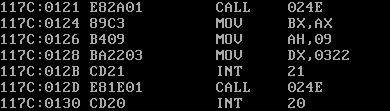 117C:0121 E82A01 CALL 024E
117C:0124 89C3 MOV BX,AX
117C:0126 B409 MOV AH,09
117C:0128 BA2203 MOV DX,0322
117C:012B CD21 INT 21
117C:012D E81E01 CALL 024E
117C:0130 CD20 INT 20